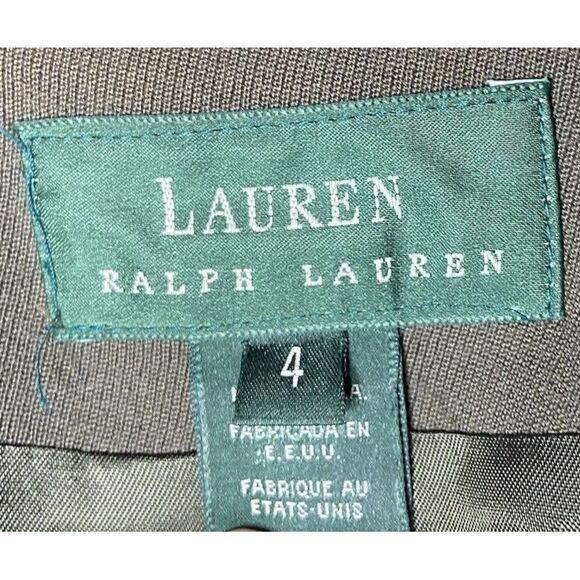 LAUREN
RALPH LAUREN
4
A.
FABRICADA EN
E.E.U.U.
FABRIQUE AU
ETATS-UNIS